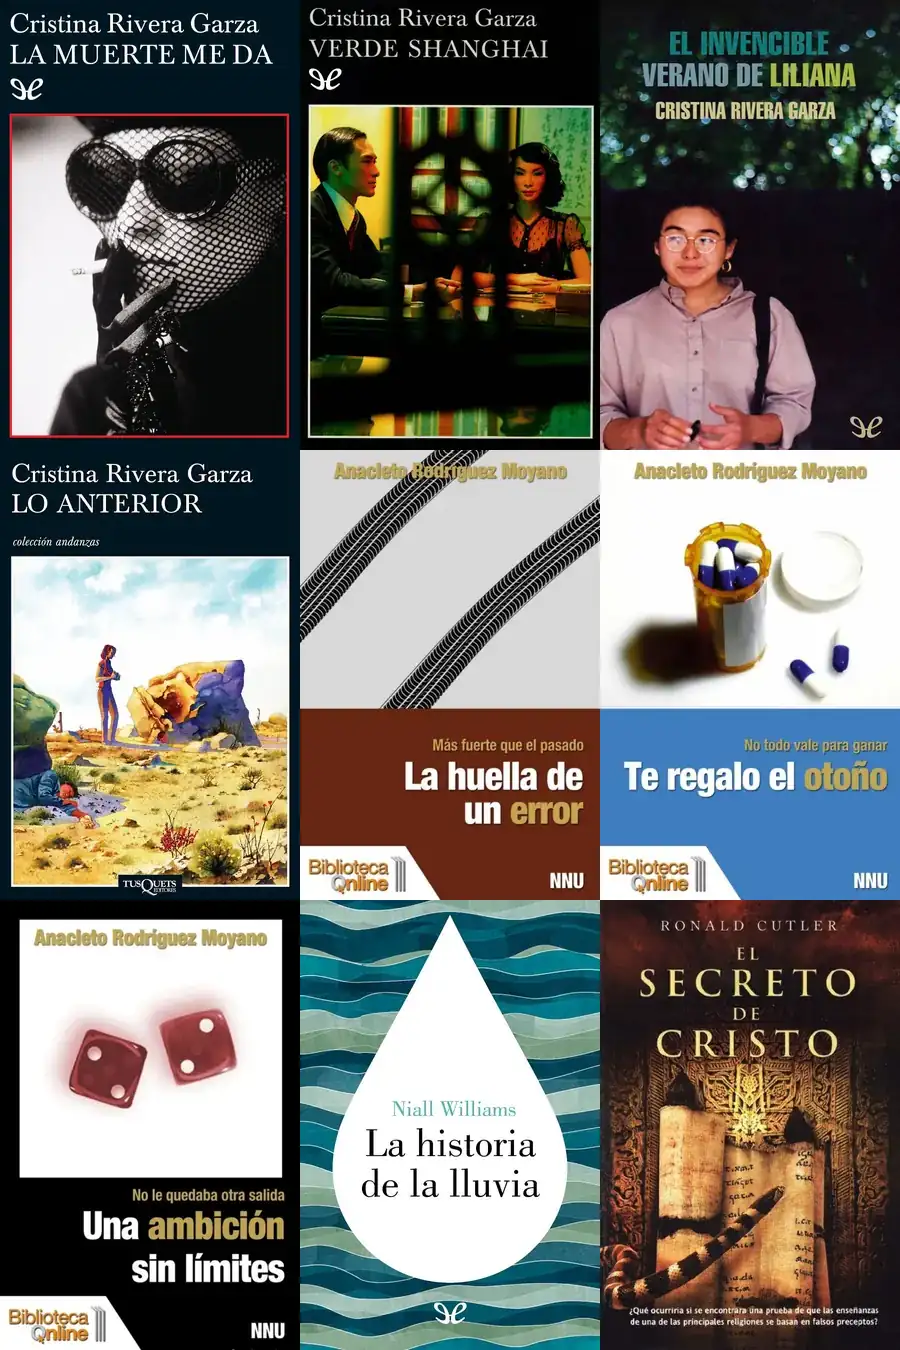 Cristina Rivera Garza
LA MUERTE ME DA
Cristina Rivera Garza
VERDE SHANGHAI
EL INVENCIBLE
VERANO DE LILIANA
CRISTINA RIVERA GARZA
Cristina Rivera Garza
LO ANTERIOR
colección andanzas
TUSQUETS
EDITORES
Anacleto Rodríguez Moyano
Más fuerte que el pasado
La huella de
un error
Biblioteca
Online
NNU
Anacleto Rodríguez Moyano
No todo vale para ganar
Te regalo el otoño
Biblioteca
Online
NNU
Anacleto Rodríguez Moyano
No le quedaba otra salida
Una ambición
sin límites
Biblioteca
Online
NNU
Niall Williams
La historia
de la lluvia
RONALD CUTLER
EL
SECRETO
DE
CRISTO
¿Qué ocurriría si se encontrara una prueba de que las enseñanzas
de una de las principales religiones se basan en falsos preceptos?